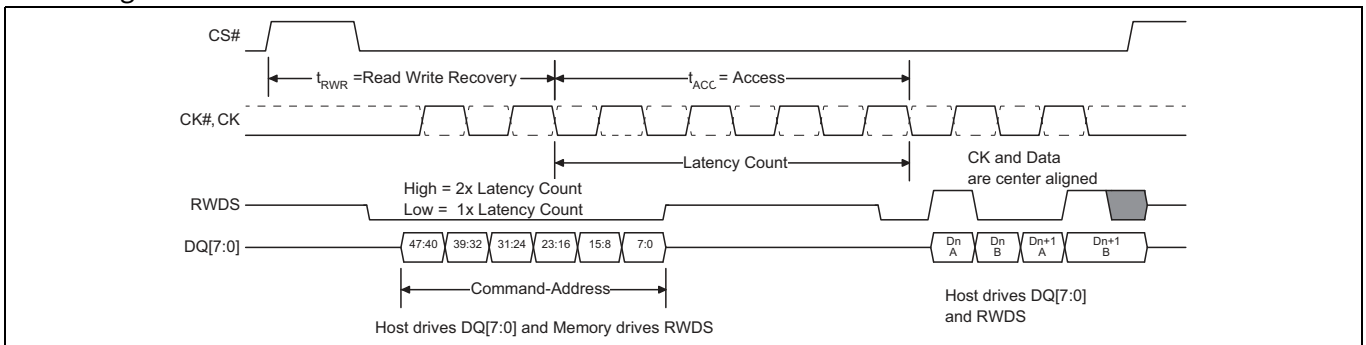 CS#
t_RWR =Read Write Recovery
t_ACC = Access
CK#, CK
Latency Count
CK and Data
are center aligned
High = 2x Latency Count
Low = 1x Latency Count
RWDS
DQ[7:0]
47:40 39:32 31:24 23:16 15:8 7:0
Dn A
Dn B
Dn+1 A
Dn+1 B
Command-Address
Host drives DQ[7:0]
and RWDS
Host drives DQ[7:0] and Memory drives RWDS